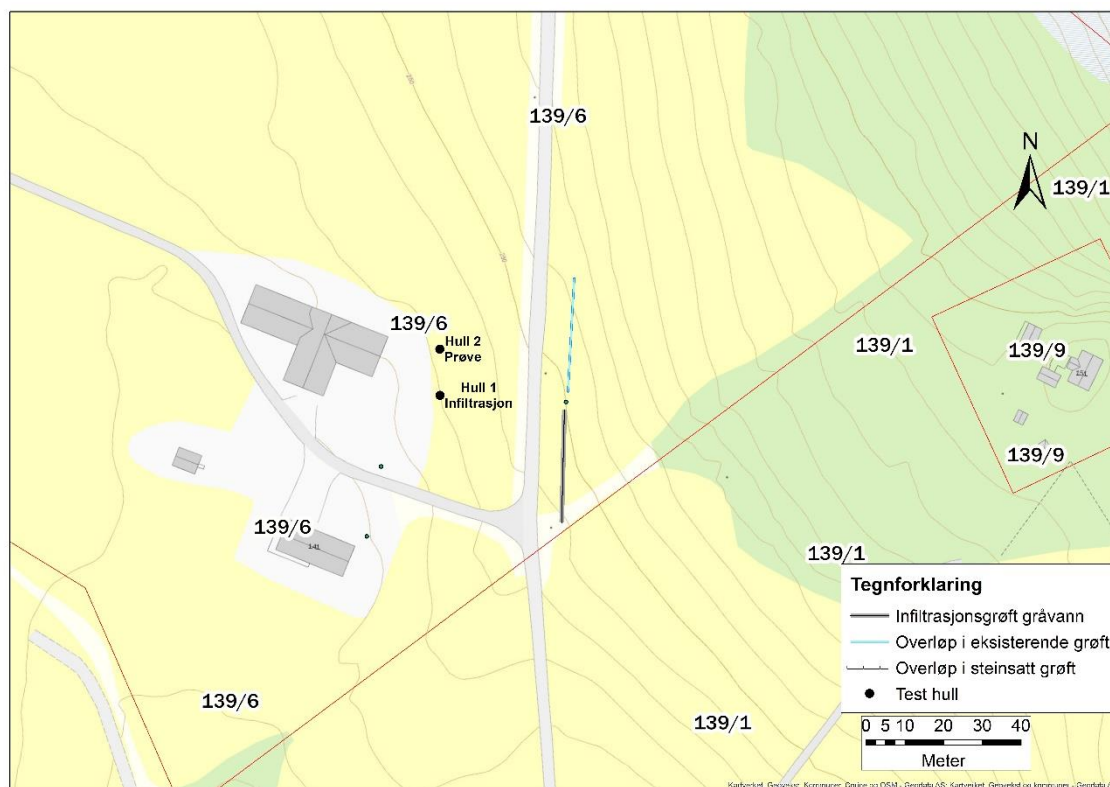 139/6
N
139/1
139/6
Hull 2
Prøve
Hull 1
Infiltrasjon
139/1
139/9
151
139/9
139/6
141
139/1
139/6
139/1
Tegnforklaring
Infiltrasjonsgrøft gråvann
Overløp i eksisterende grøft
Overløp i steinsatt grøft
Test hull
0 5 10 20 30 40
Meter